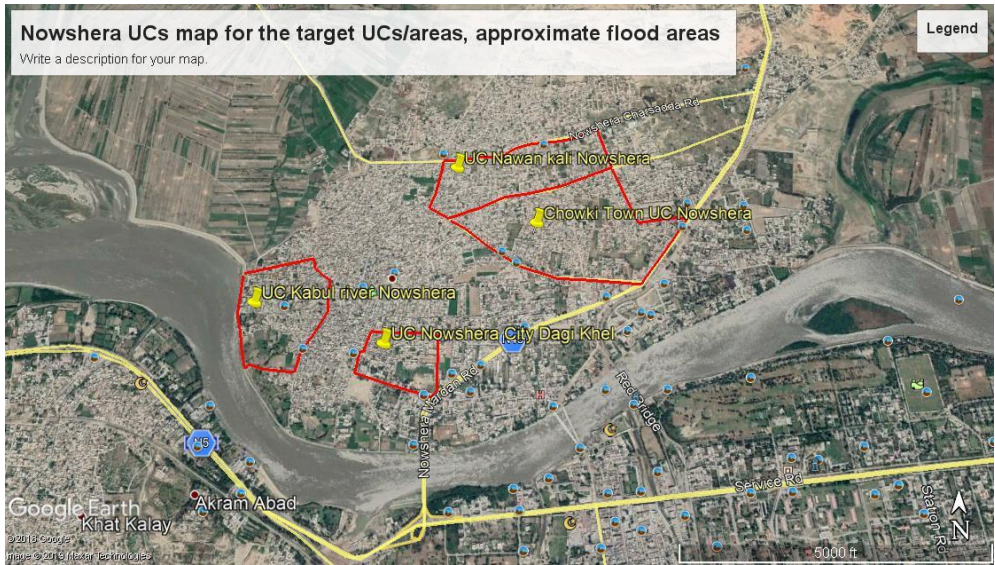 Nowshera UCs map for the target UCs/areas, approximate flood areas
Write a description for your map.
Legend
Nowshera Charsadda Rd
UC Nawan kali Nowshera
Chowki Town UC Nowshera
UC Kabul river Nowshera
UC Nowshera City Dagi Khel
Nowshera Mardan Rd
Red Bridge
H
N5
Service Rd
Station Rd
Akram Abad
Khat Kalay
Google Earth
©2018 Google
Image © 2019 Maxar Technologies
5000 ft
N